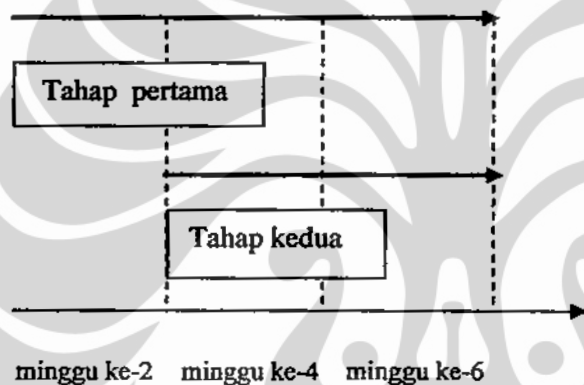 Tahap pertama
Tahap kedua
minggu ke-2 minggu ke-4 minggu ke-6